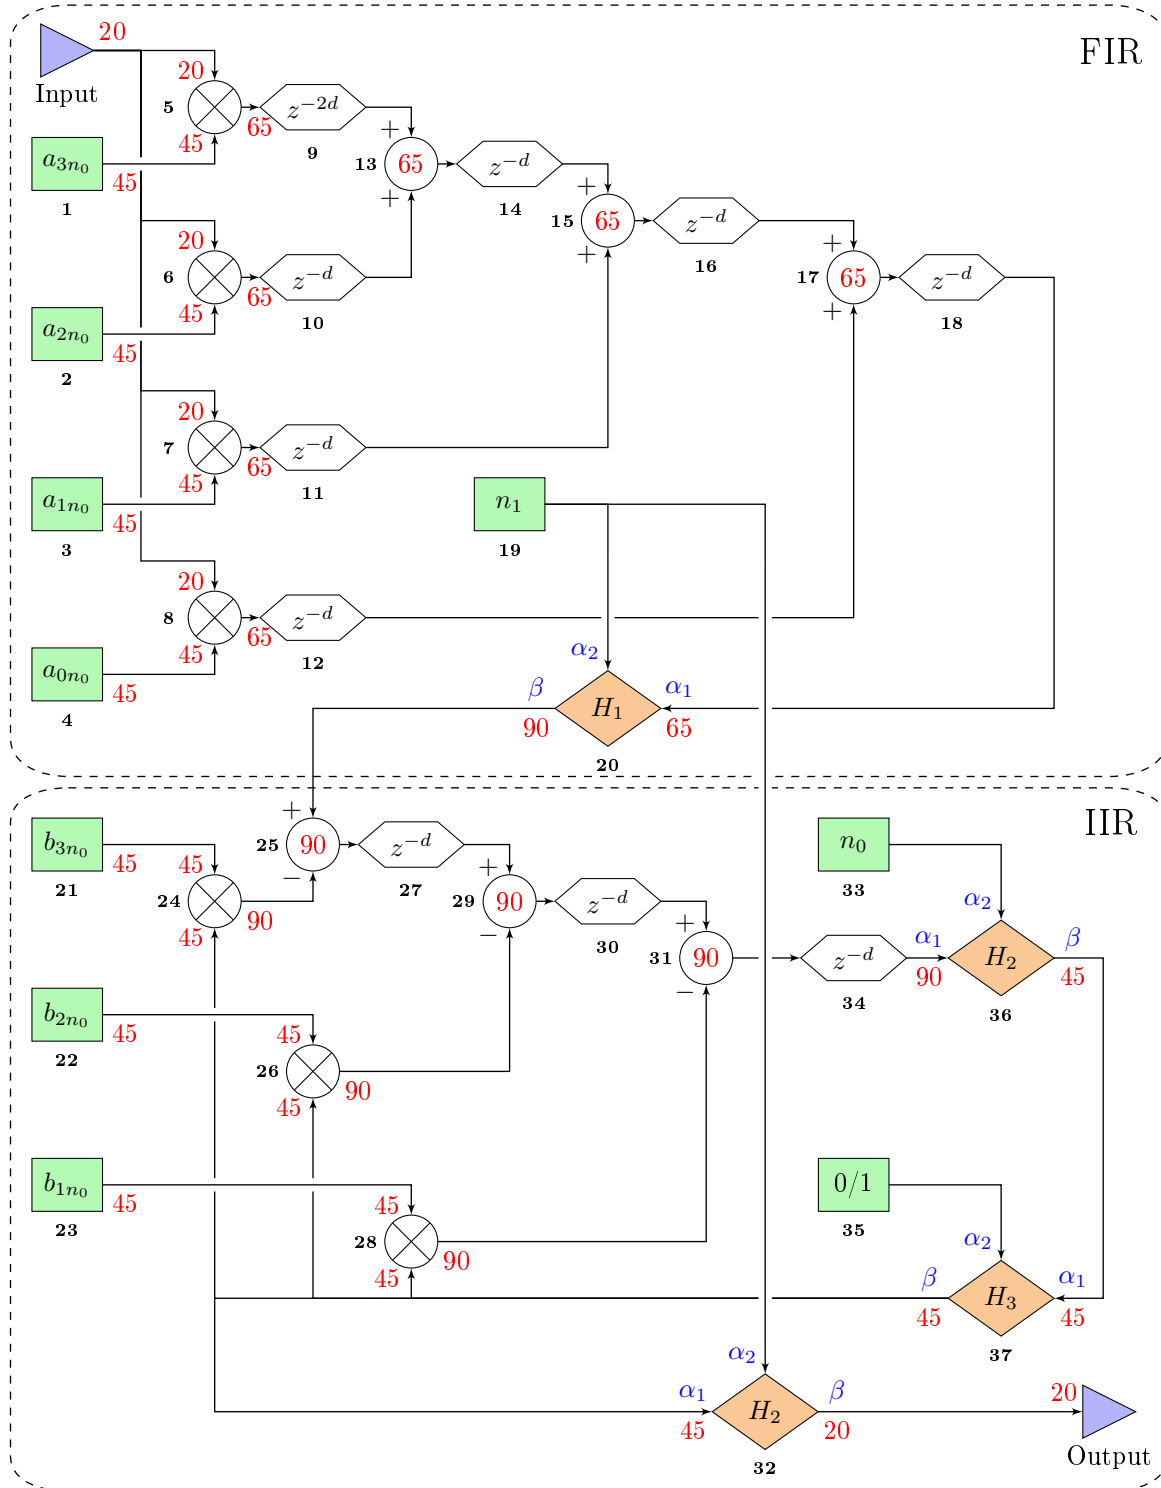 FIR
Input
20
20
5
45
65
z^{-2d}
9
a_{3n_0}
45
1
+
13
65
+
z^{-d}
14
+
15
65
+
z^{-d}
16
+
17
65
+
z^{-d}
18
20
6
45
65
z^{-d}
10
a_{2n_0}
45
2
20
7
45
65
z^{-d}
11
a_{1n_0}
45
3
n_1
19
20
8
45
65
z^{-d}
12
a_{0n_0}
45
4
α_2
β
90
H_1
α_1
65
20
IIR
b_{3n_0}
45
21
45
24
45
90
+
25
90
−
z^{-d}
27
+
29
90
−
z^{-d}
30
+
31
90
−
n_0
33
z^{-d}
34
α_2
α_1
90
H_2
β
45
36
b_{2n_0}
45
22
45
26
45
90
b_{1n_0}
45
23
45
28
45
90
0/1
35
α_2
β
45
H_3
α_1
45
37
α_2
α_1
45
H_2
β
20
32
20
Output